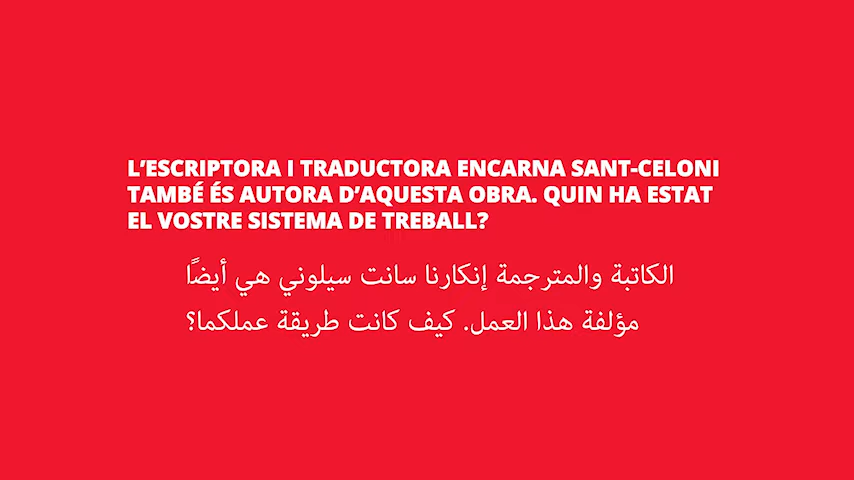 L’ESCRIPTORA I TRADUCTORA ENCARNA SANT-CELONI
TAMBÉ ÉS AUTORA D’AQUESTA OBRA. QUIN HA ESTAT
EL VOSTRE SISTEMA DE TREBALL?
الكاتبة والمترجمة إنكارنا سانت سيلوني هي أيضًا
مؤلفة هذا العمل. كيف كانت طريقة عملكما؟